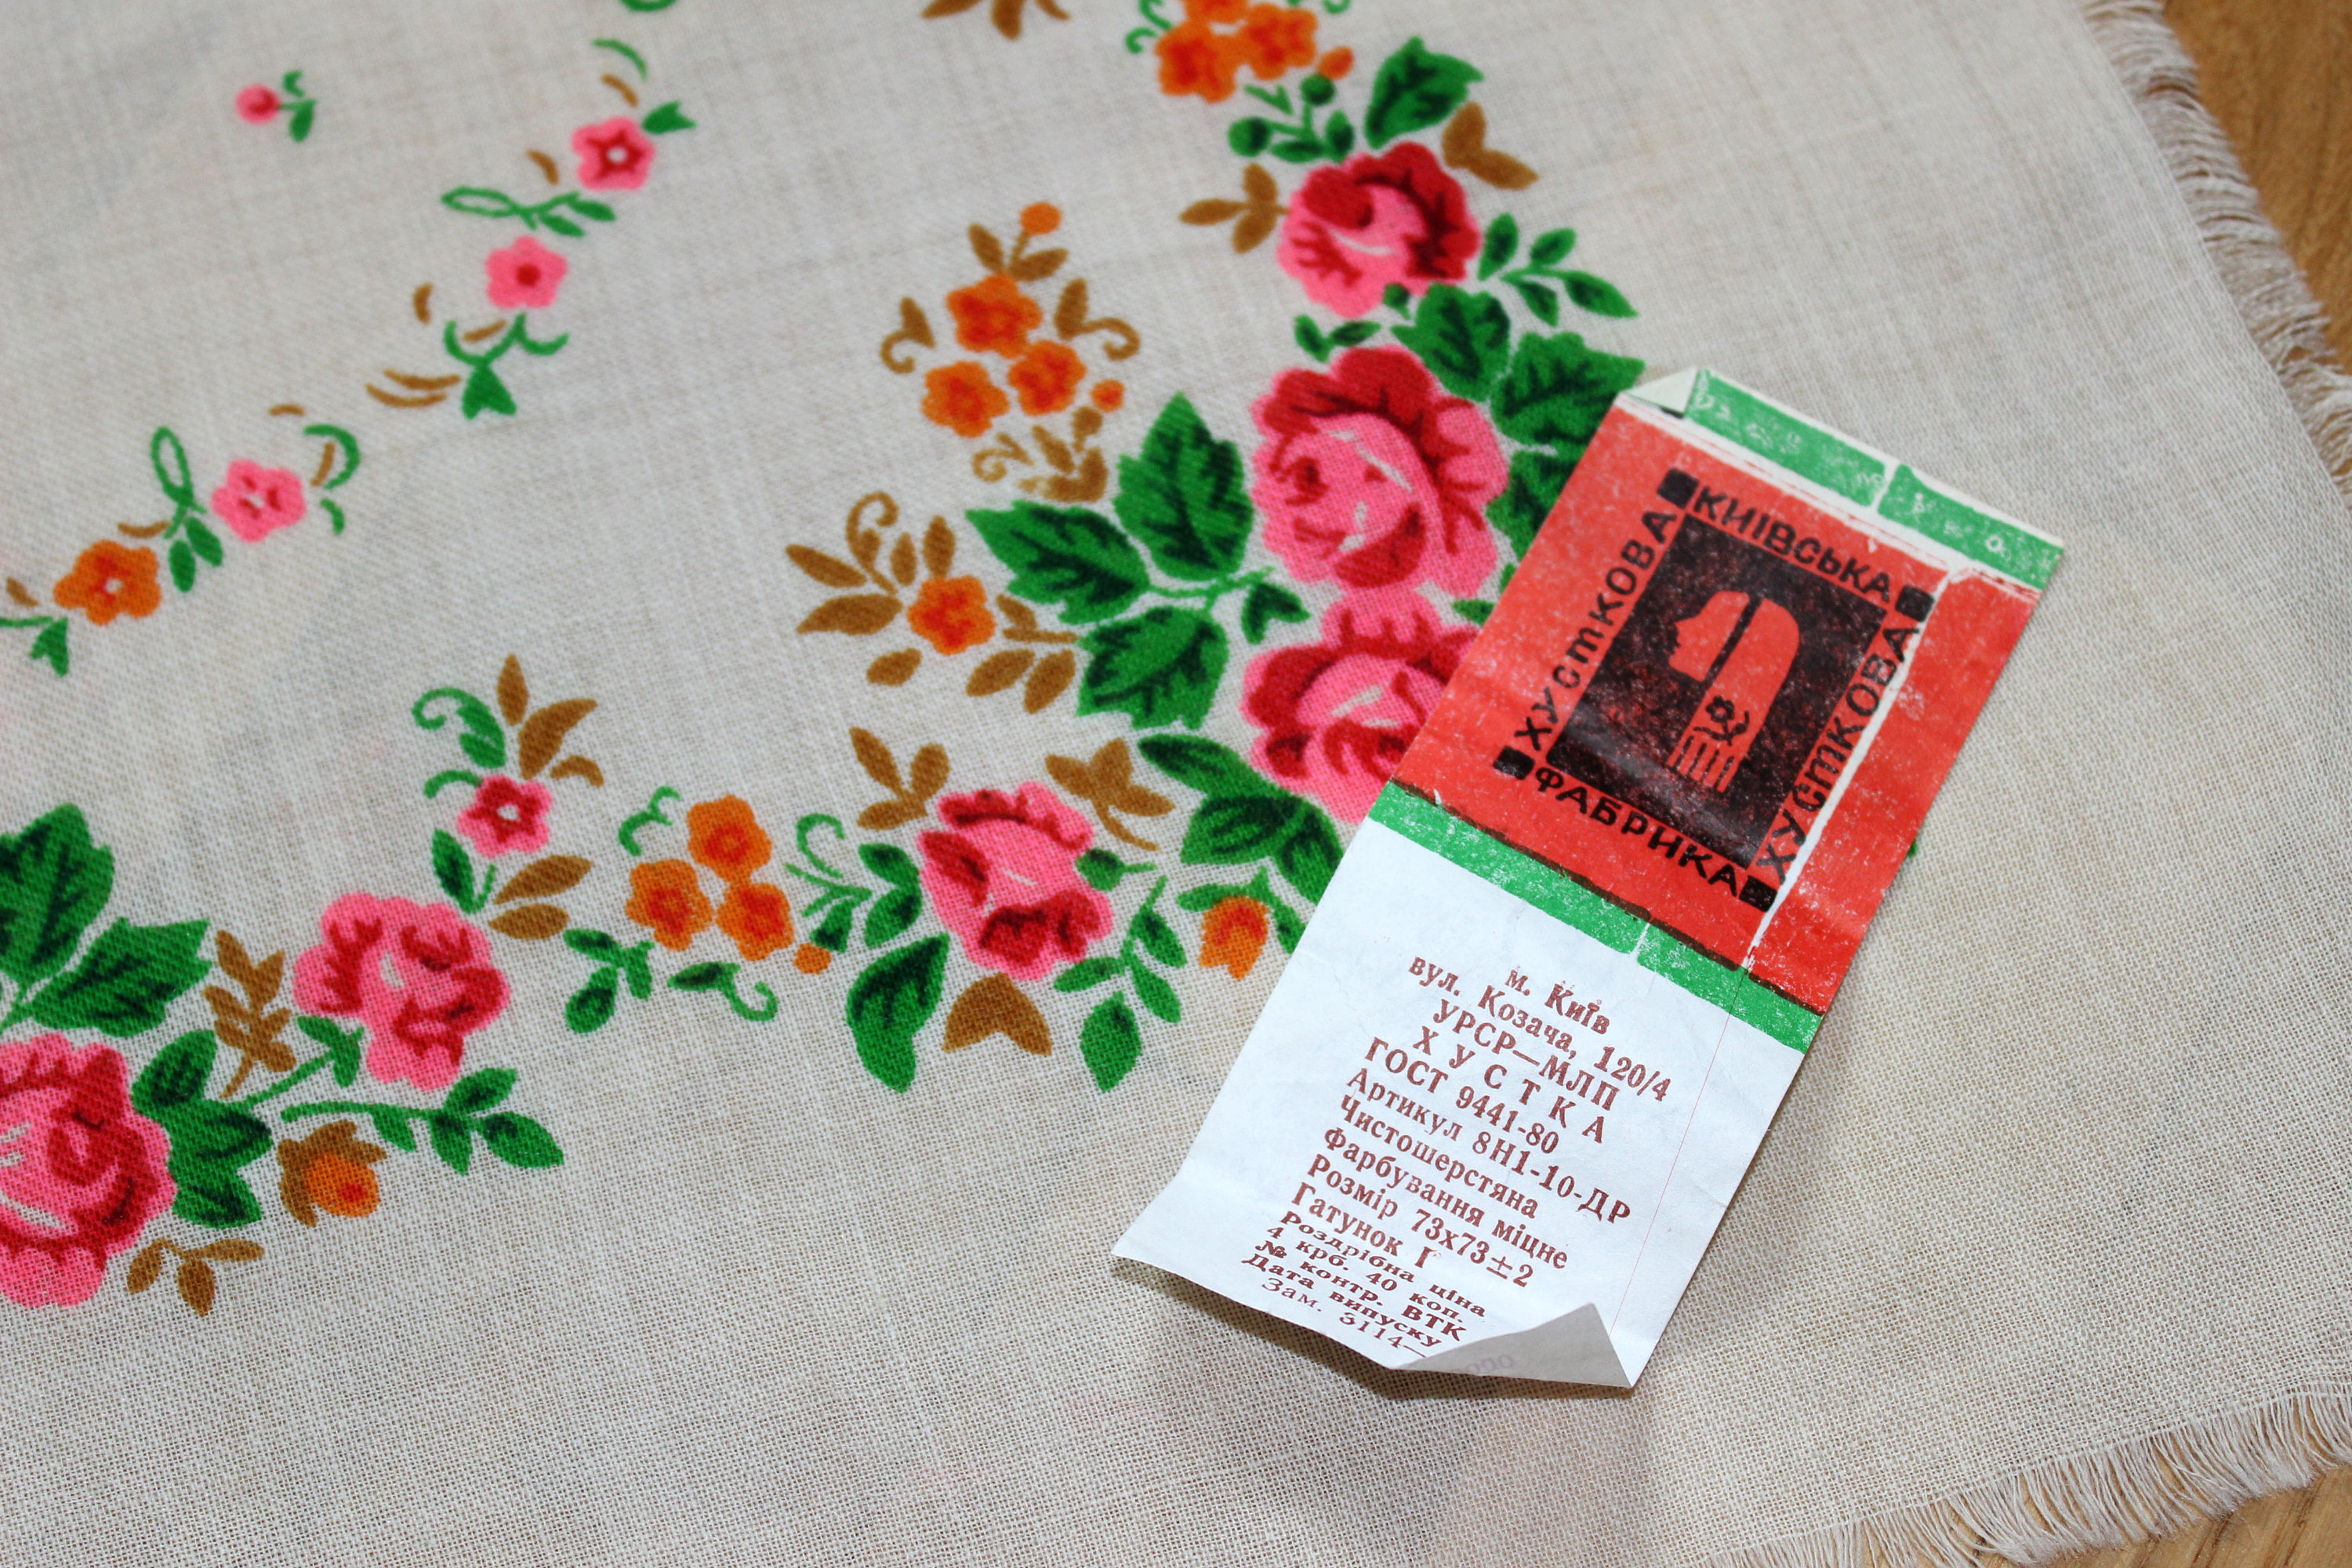 КИЇВСЬКА
ХУСТКОВА
ХУСТКОВА
ФАБРИКА
м. Київ
вул. Козача, 120/4
УРСР—МЛП
ХУСТКА
ГОСТ 9441-80
Артикул 8Н1-10-ДР
Чистошерстяна
Фарбування міцне
Розмір 73х73±2
Гатунок І
Роздрібна ціна
4 крб. 40 коп.
№ контр. ВТК
Дата випуску
Зам. 3114—